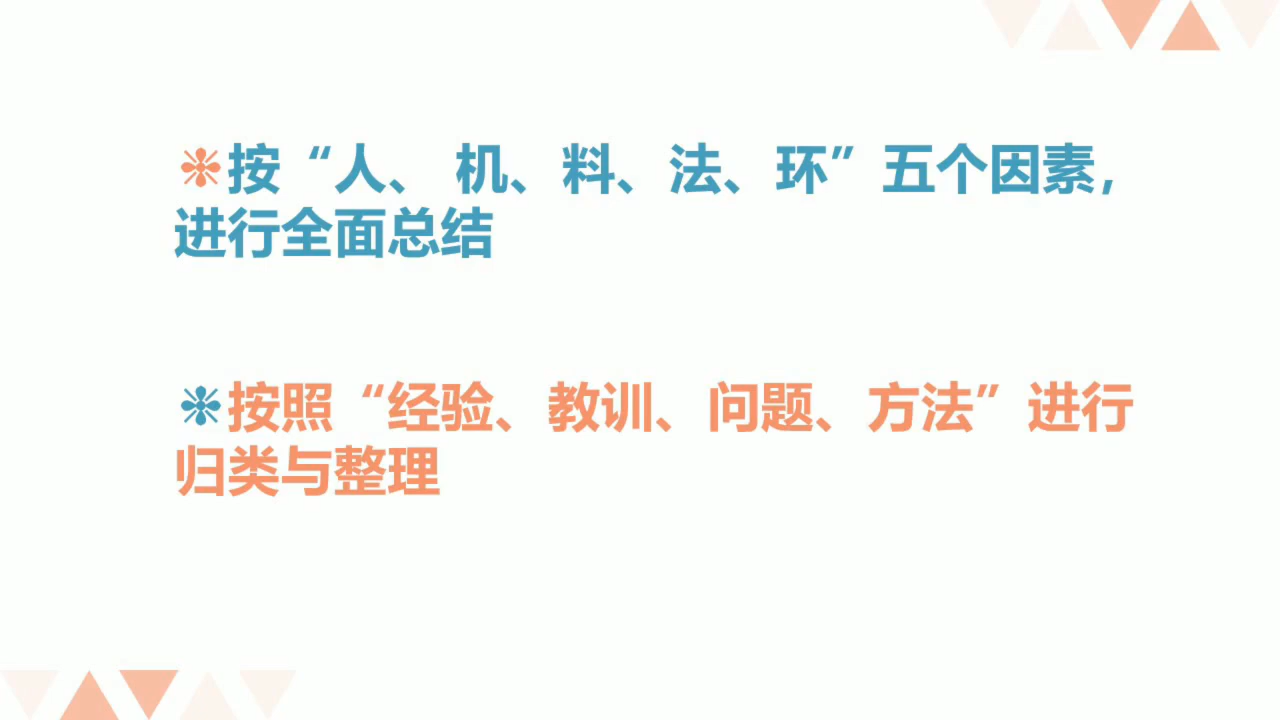 ❉按“人、 机、料、法、环”五个因素，
进行全面总结
❉按照“经验、教训、问题、方法”进行
归类与整理